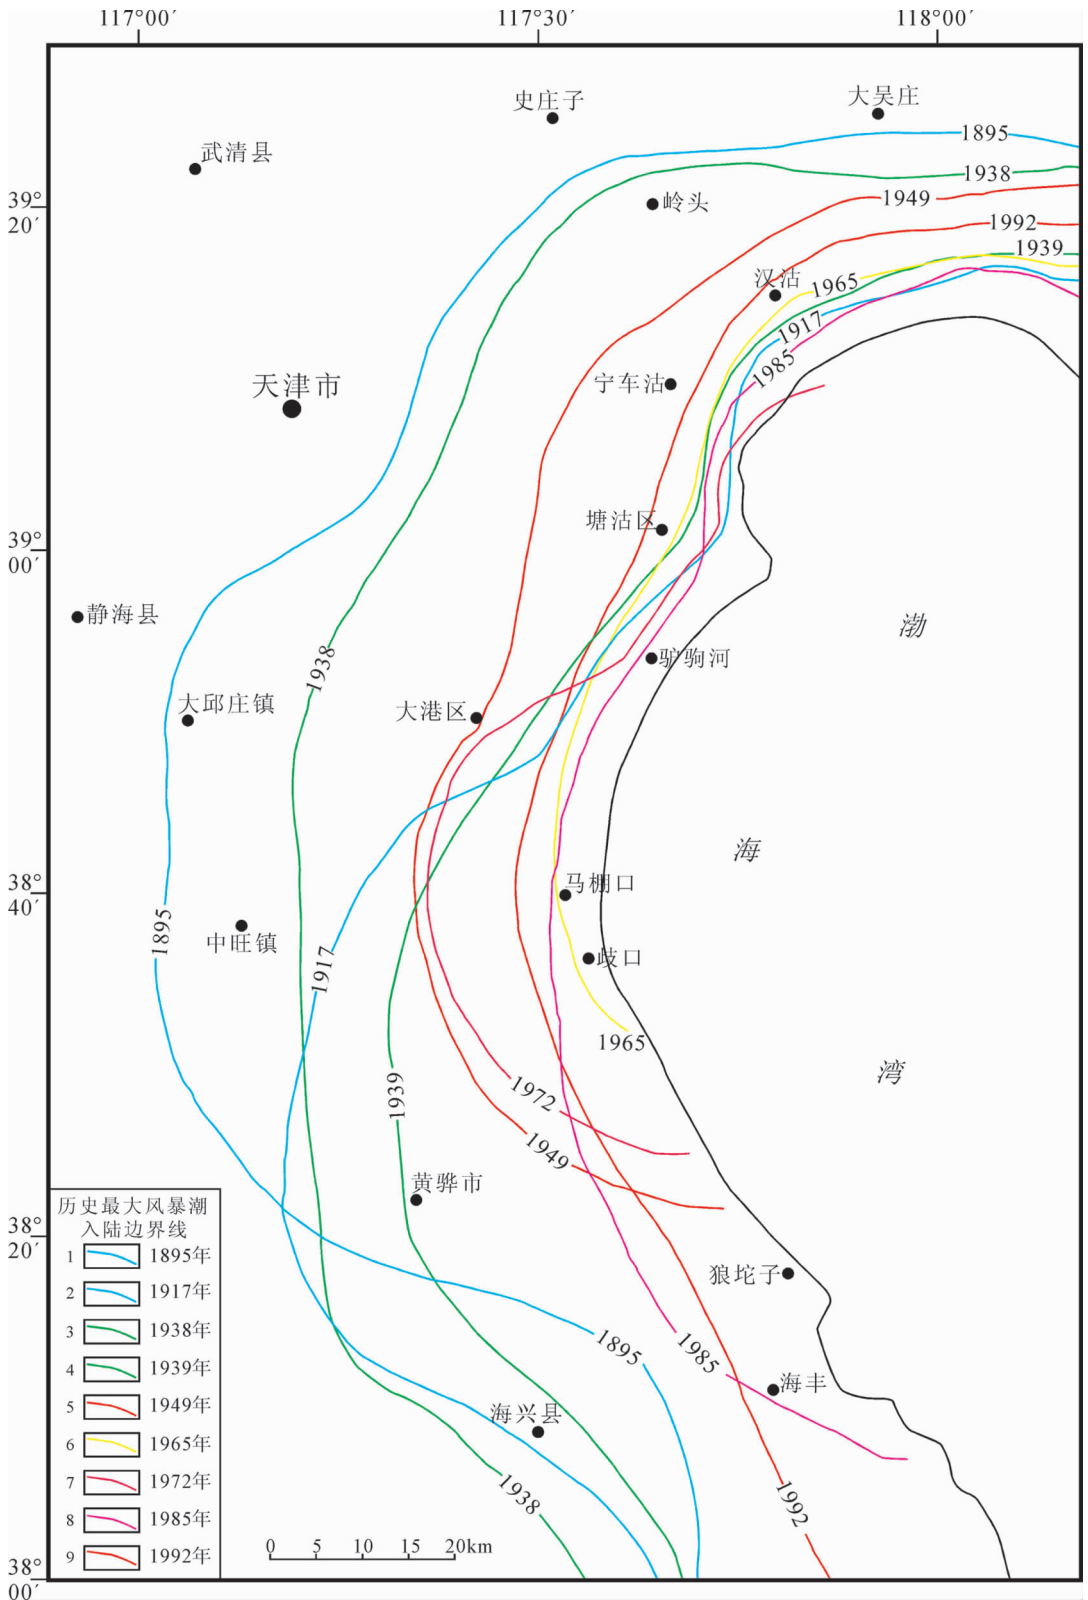 117°00′
117°30′
118°00′
史庄子
大吴庄
1895
武清县
1938
39°
20′
岭头
1949
1992
1939
汉沽
1965
1917
1985
宁车沽
天津市
塘沽区
39°
00′
静海县
渤
1938
驴驹河
大邱庄镇
大港区
海
38°
40′
马棚口
1895
中旺镇
1917
歧口
1965
湾
1939
1972
1949
黄骅市
38°
20′
狼坨子
1895
1985
海丰
海兴县
1938
1992
历史最大风暴潮
入陆边界线
1 1895年
2 1917年
3 1938年
4 1939年
5 1949年
6 1965年
7 1972年
8 1985年
9 1992年
0 5 10 15 20km
38°
00′